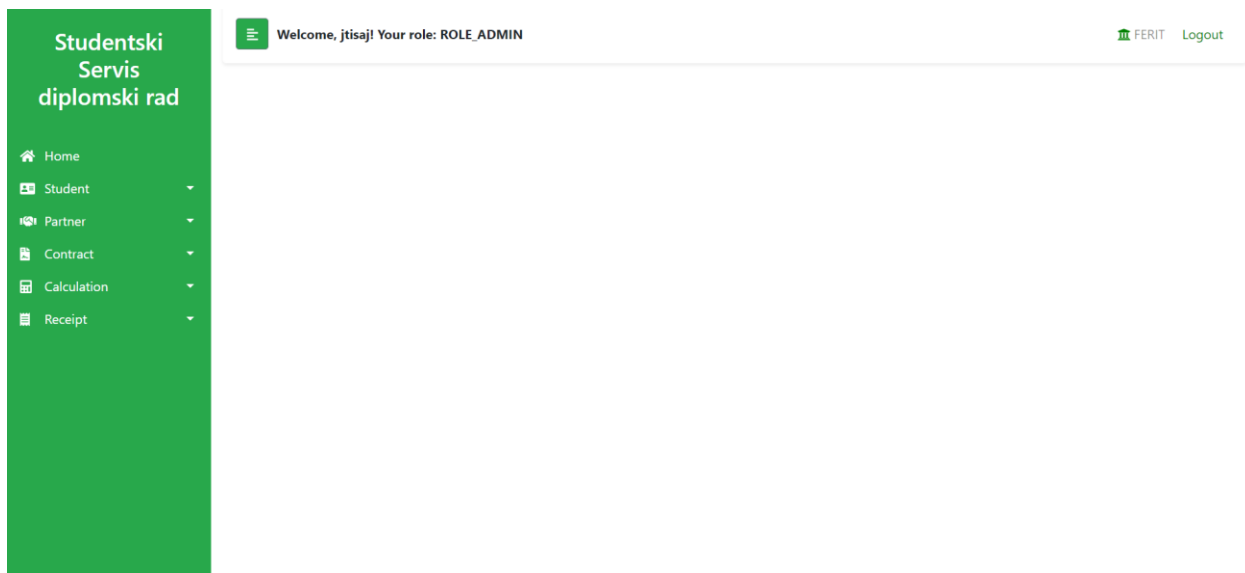 Studentski
Servis
diplomski rad
Home
Student
Partner
Contract
Calculation
Receipt
Welcome, jtisaj! Your role: ROLE_ADMIN
FERIT Logout